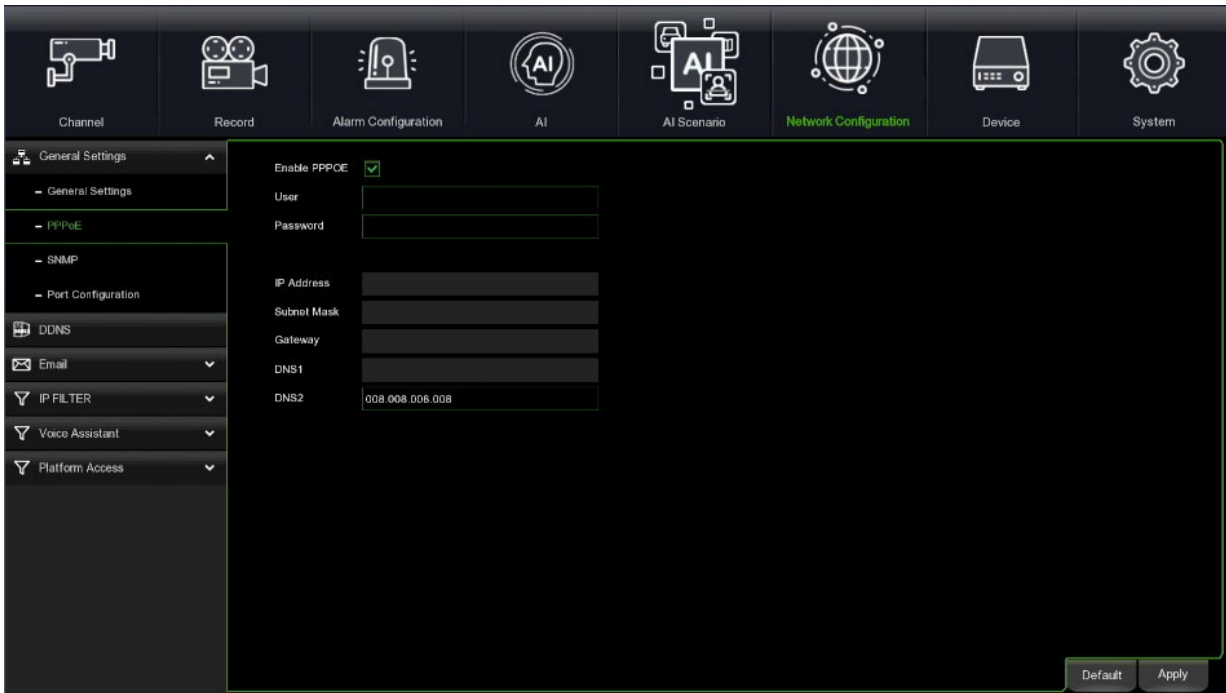 Channel Record Alarm Configuration AI AI Scenario Network Configuration Device System
General Settings
General Settings
PPPoE
SNMP
Port Configuration
DDNS
Email
IP FILTER
Voice Assistant
Platform Access
Enable PPPOE
User
Password
IP Address
Subnet Mask
Gateway
DNS1
DNS2 008.008.008.008
Default Apply